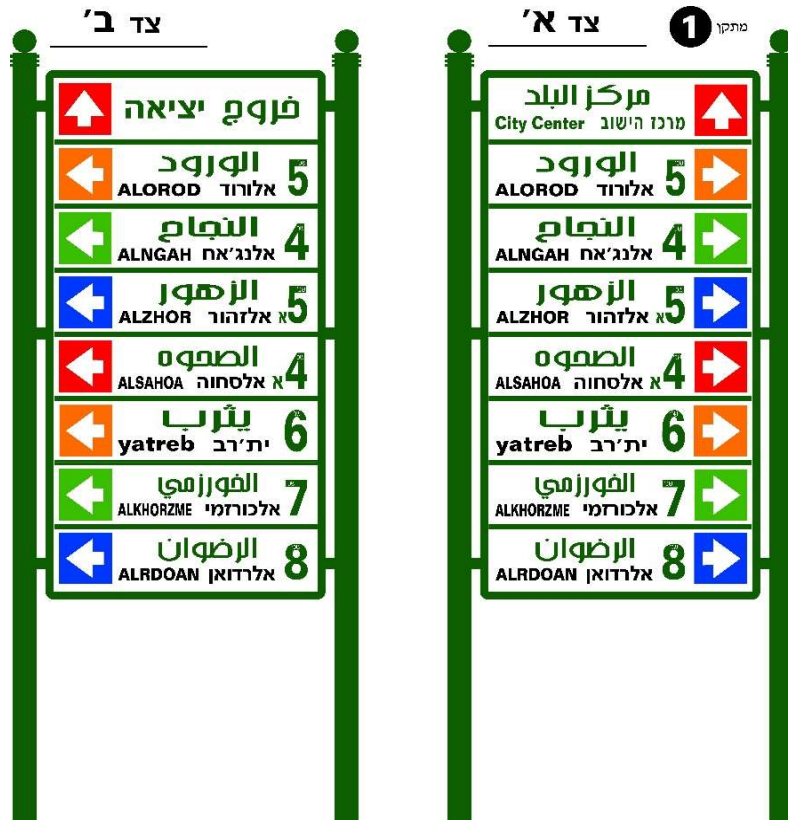 מתקן 1
צד א׳
مركز البلد
מרכז הישוב City Center
الورود
5 אלורוד ALOROD
النجاح
4 אלנג׳אח ALNGAH
الزهور
5א אלזהור ALZHOR
الصحوه
4א אלסחוה ALSAHOA
يثرب
6 ית׳רב yatreb
الخورزمي
7 אלכורזמי ALKHORZME
الرضوان
8 אלרדואן ALRDOAN
צד ב׳
خروج יציאה
الورود
5 אלורוד ALOROD
النجاح
4 אלנג׳אח ALNGAH
الزهور
5א אלזהור ALZHOR
الصحوه
4א אלסחוה ALSAHOA
يثرب
6 ית׳רב yatreb
الخورزمي
7 אלכורזמי ALKHORZME
الرضوان
8 אלרדואן ALRDOAN